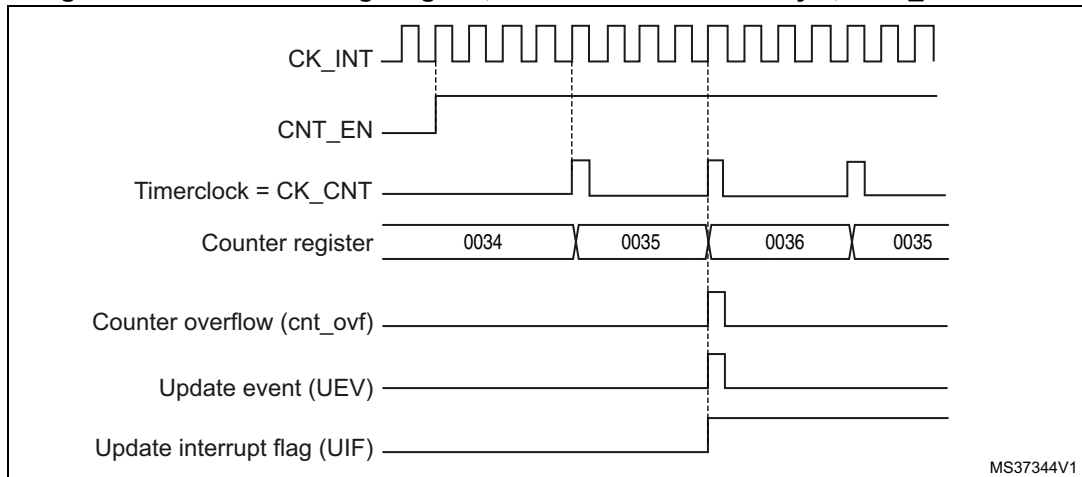 CK_INT
CNT_EN
Timerclock = CK_CNT
Counter register 0034 0035 0036 0035
Counter overflow (cnt_ovf)
Update event (UEV)
Update interrupt flag (UIF)
MS37344V1